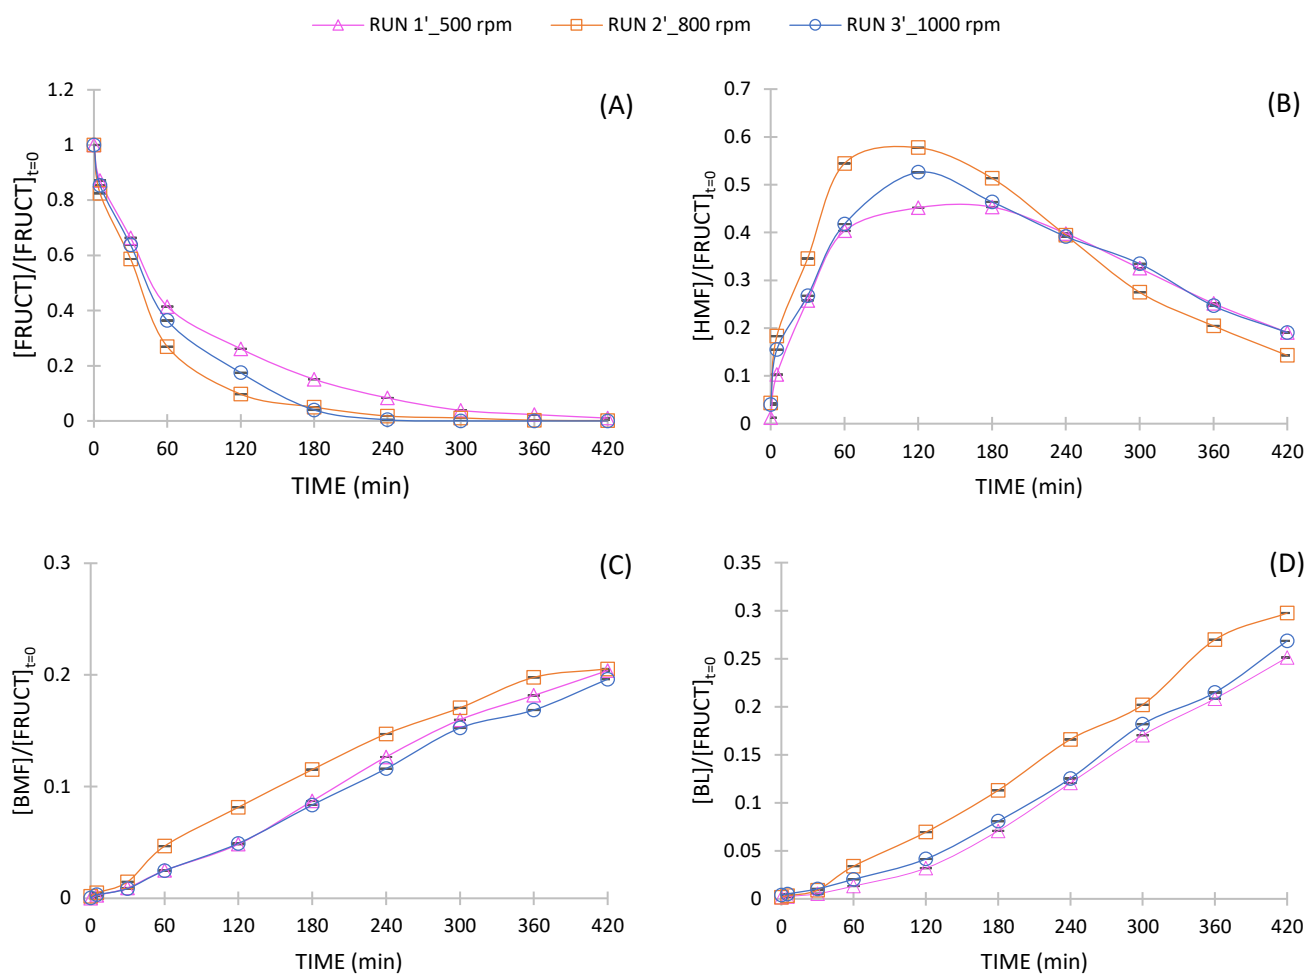 RUN 1'_500 rpm RUN 2'_800 rpm RUN 3'_1000 rpm
(A)
[FRUCT]/[FRUCT]t=0
1.2
1
0.8
0.6
0.4
0.2
0
0 60 120 180 240 300 360 420
TIME (min)
(B)
[HMF]/[FRUCT]t=0
0.7
0.6
0.5
0.4
0.3
0.2
0.1
0
0 60 120 180 240 300 360 420
TIME (min)
(C)
[BMF]/[FRUCT]t=0
0.3
0.2
0.1
0
0 60 120 180 240 300 360 420
TIME (min)
(D)
[BL]/[FRUCT]t=0
0.35
0.3
0.25
0.2
0.15
0.1
0.05
0
0 60 120 180 240 300 360 420
TIME (min)